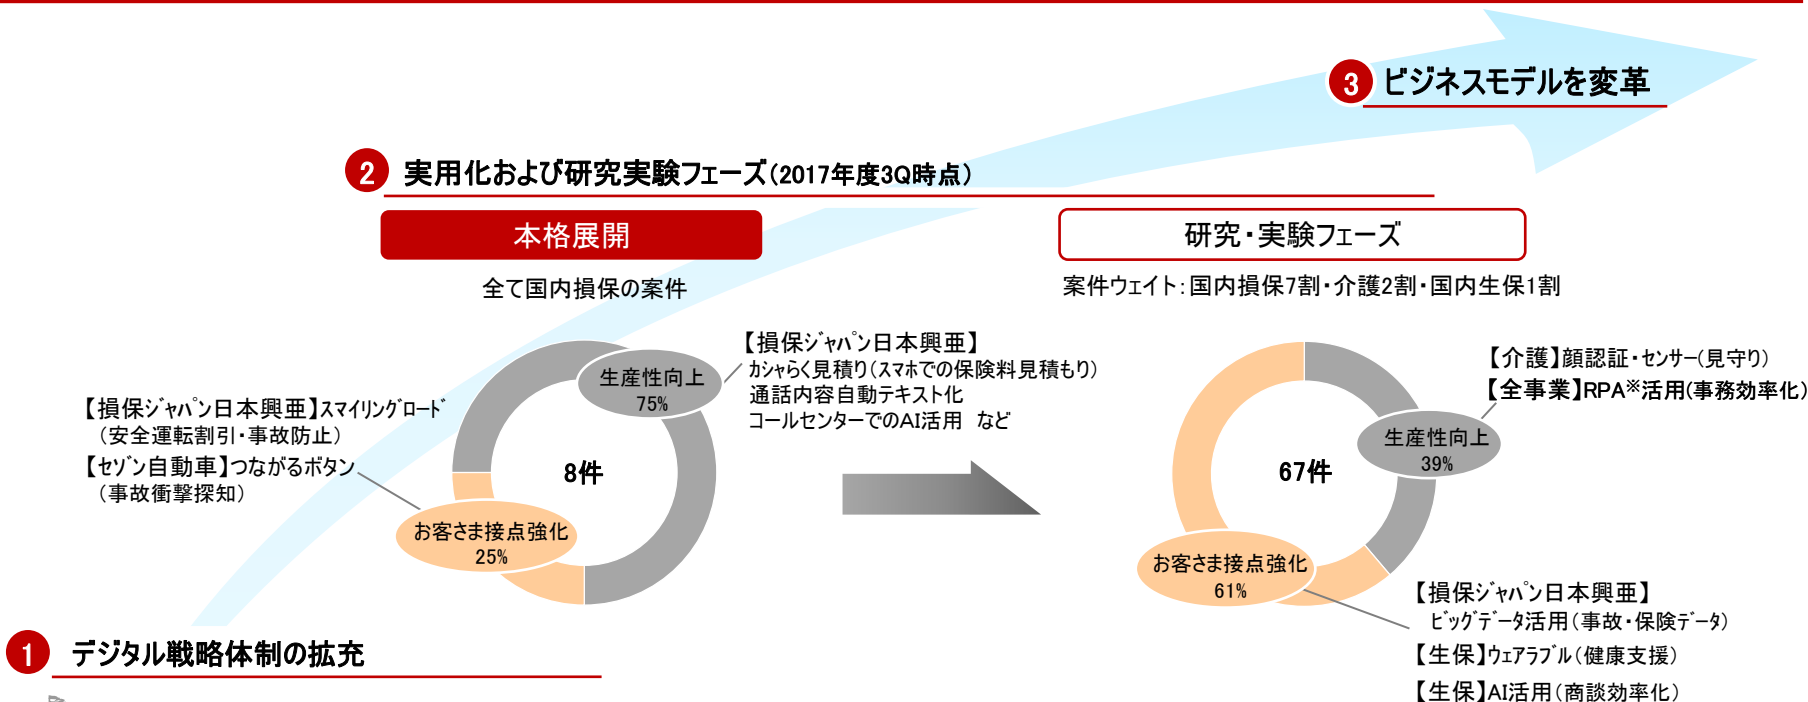 3 ビジネスモデルを変革
2 実用化および研究実験フェーズ(2017年度3Q時点)
本格展開
全て国内損保の案件
【損保ジャパン日本興亜】
カシャらく見積り(スマホでの保険料見積もり)
通話内容自動テキスト化
コールセンターでのAI活用 など
生産性向上
75%
【損保ジャパン日本興亜】スマイリングロード
(安全運転割引・事故防止)
【セゾン自動車】つながるボタン
(事故衝撃探知)
8件
お客さま接点強化
25%
研究・実験フェーズ
案件ウェイト:国内損保7割・介護2割・国内生保1割
【介護】顔認証・センサー(見守り)
【全事業】RPA※活用(事務効率化)
生産性向上
39%
67件
お客さま接点強化
61%
【損保ジャパン日本興亜】
ビッグデータ活用(事故・保険データ)
【生保】ウェアラブル(健康支援)
【生保】AI活用(商談効率化)
1 デジタル戦略体制の拡充